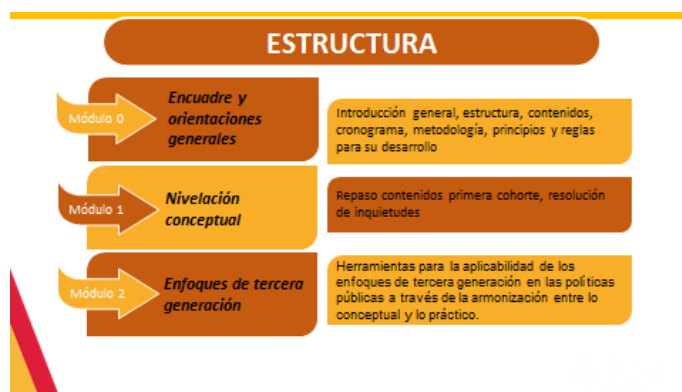 ESTRUCTURA
Módulo 0
Encuadre y
orientaciones
generales
Introducción general, estructura, contenidos,
cronograma, metodología, principios y reglas
para su desarrollo
Módulo 1
Nivelación
conceptual
Repaso contenidos primera cohorte, resolución
de inquietudes
Módulo 2
Enfoques de tercera
generación
Herramientas para la aplicabilidad de los
enfoques de tercera generación en las políticas
públicas a través de la armonización entre lo
conceptual y lo práctico.